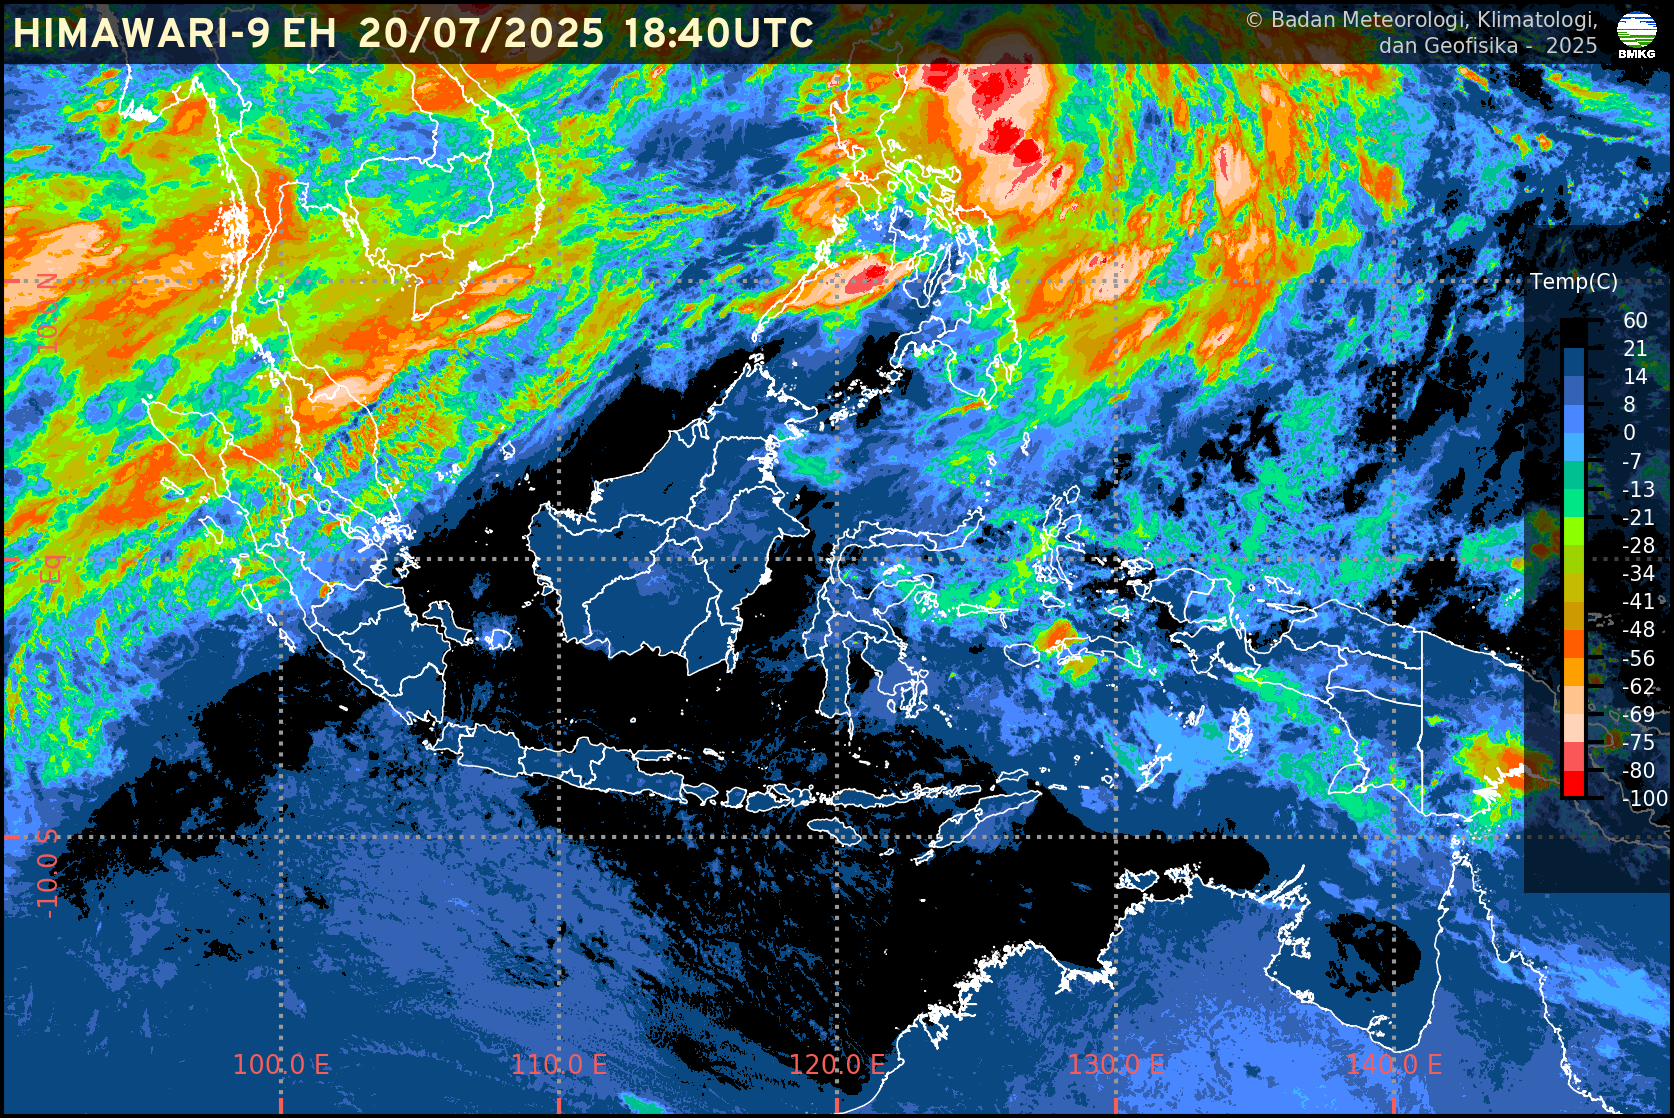 HIMAWARI-9 EH 20/07/2025 18:40UTC
© Badan Meteorologi, Klimatologi,
dan Geofisika - 2025
BMKG
Temp(C)
60
21
14
8
0
-7
-13
-21
-28
-34
-41
-48
-56
-62
-69
-75
-80
-100
10.0 N
Eq
-10.0 S
100.0 E
110.0 E
120.0 E
130.0 E
140.0 E